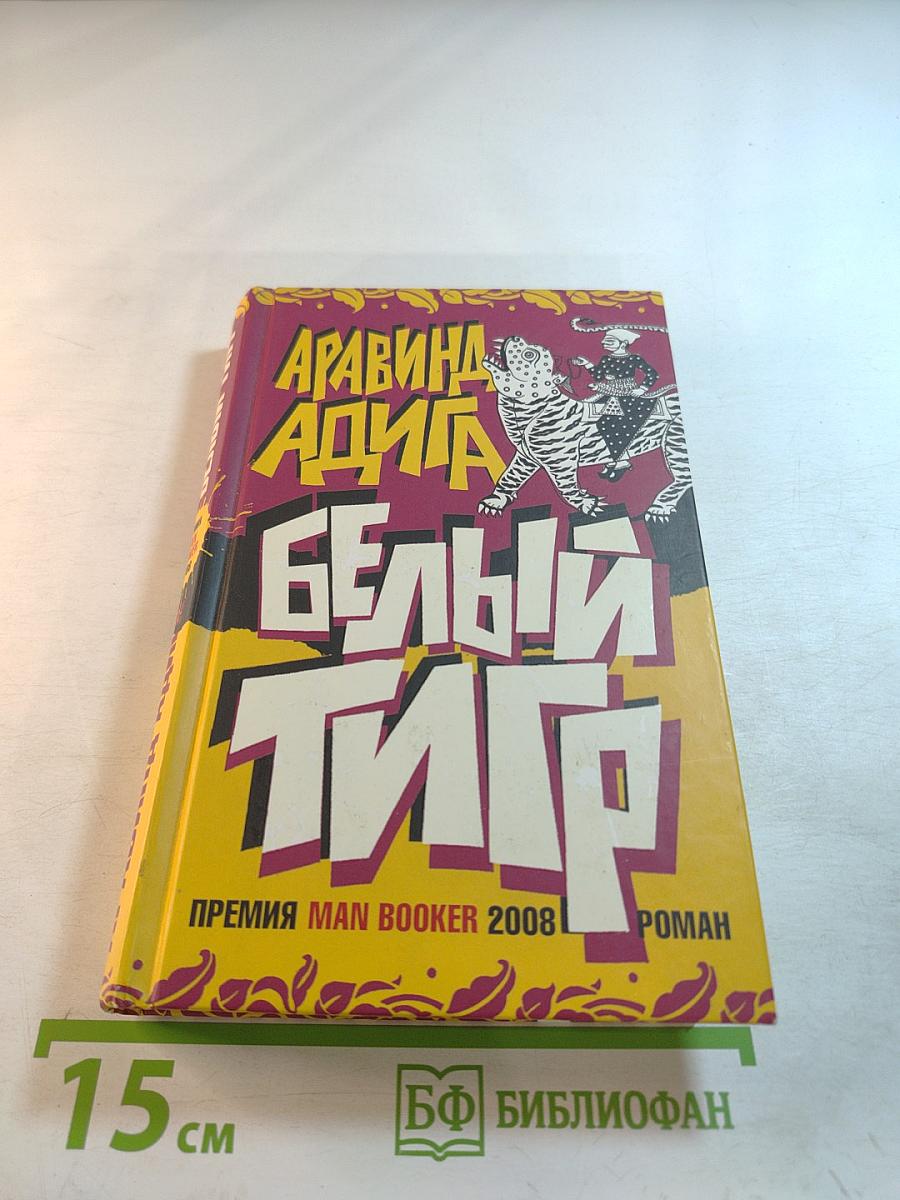 АРАВИНД
АДИГА
БЕЛЫЙ
ТИГР
ПРЕМИЯ MAN BOOKER 2008 РОМАН
15 см
БФ БИБЛИОФАН